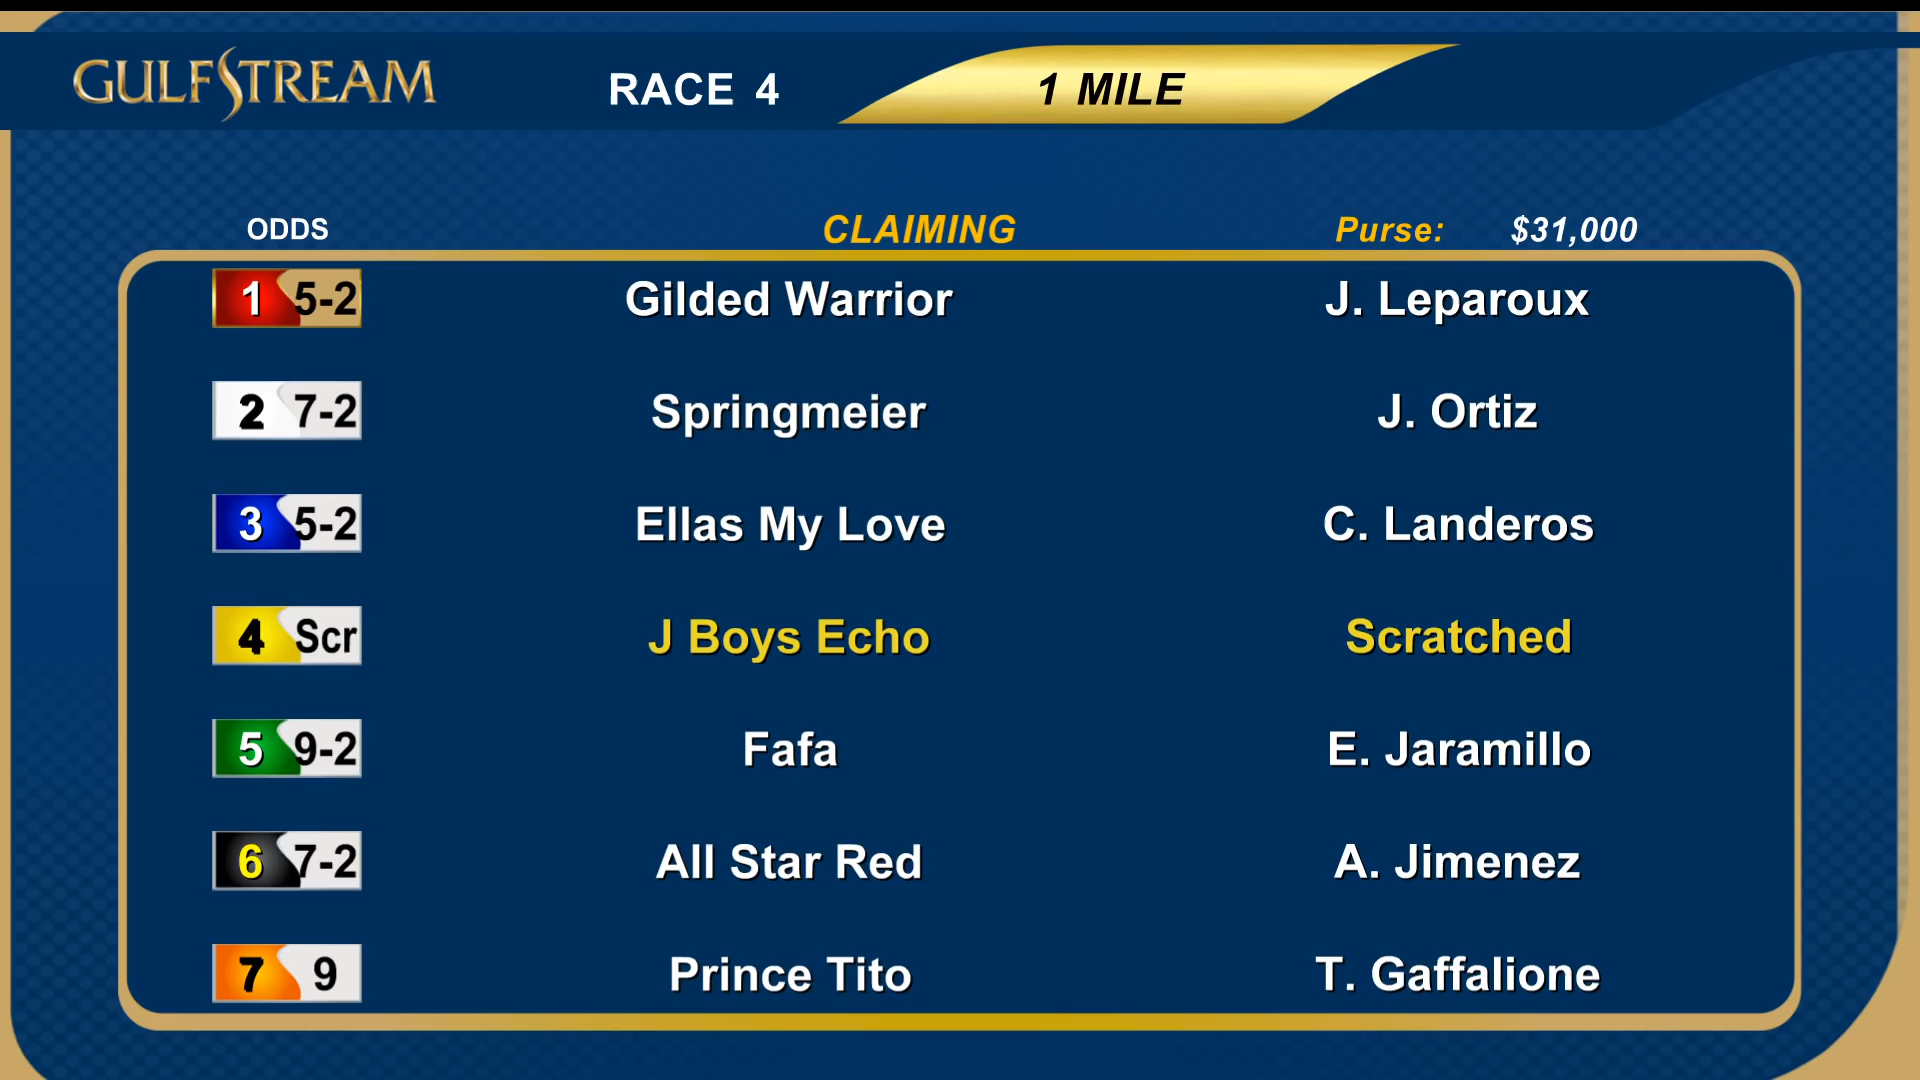 GULFSTREAM RACE 4 1 MILE
ODDS CLAIMING Purse: $31,000
1 5-2 Gilded Warrior J. Leparoux
2 7-2 Springmeier J. Ortiz
3 5-2 Ellas My Love C. Landeros
4 Scr J Boys Echo Scratched
5 9-2 Fafa E. Jaramillo
6 7-2 All Star Red A. Jimenez
7 9 Prince Tito T. Gaffalione